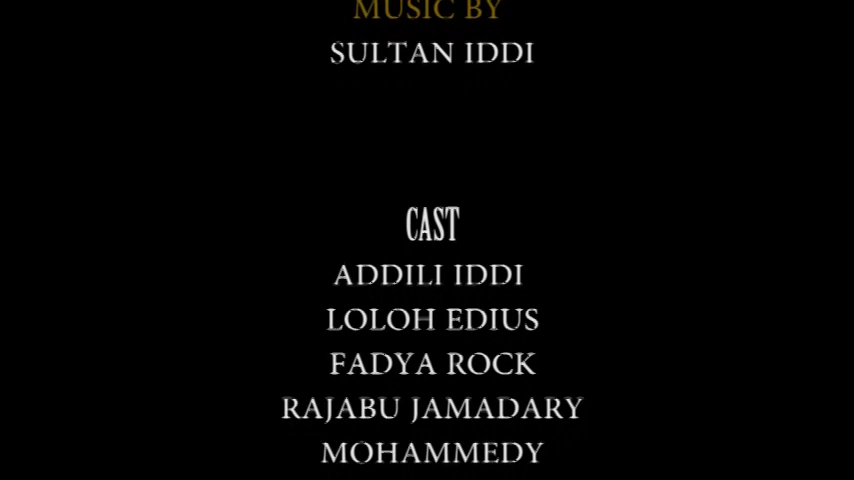 MUSIC BY
SULTAN IDDI
CAST
ADDILI IDDI
LOLOH EDIUS
FADYA ROCK
RAJABU JAMADARY
MOHAMMEDY